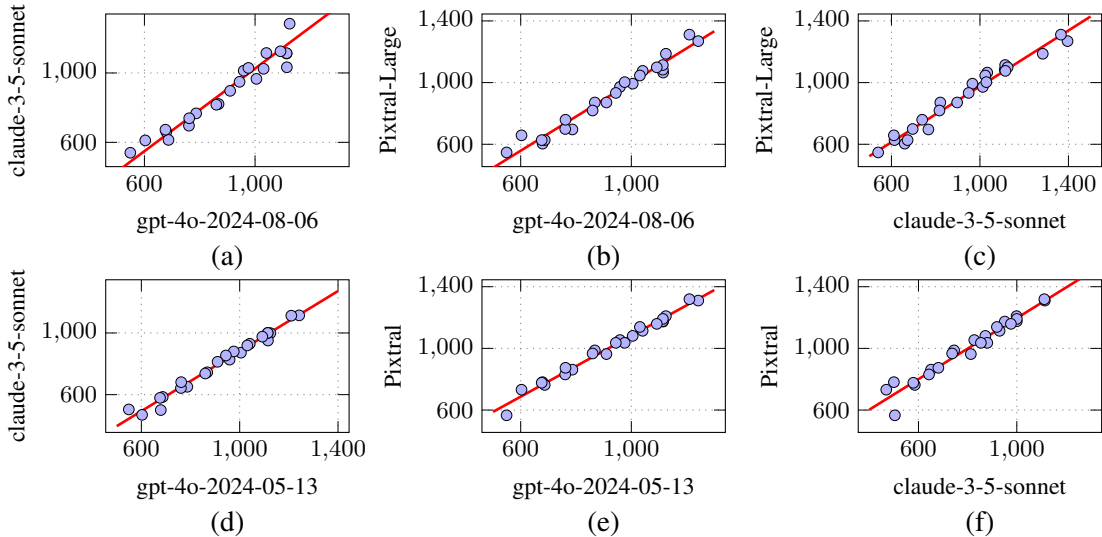 claude-3-5-sonnet
1,000
600
600
1,000
gpt-4o-2024-08-06
(a)
Pixtral-Large
1,400
1,000
600
600
1,000
gpt-4o-2024-08-06
(b)
Pixtral-Large
1,400
1,000
600
600
1,000
1,400
claude-3-5-sonnet
(c)
claude-3-5-sonnet
1,000
600
600
1,000
1,400
gpt-4o-2024-05-13
(d)
Pixtral
1,400
1,000
600
600
1,000
gpt-4o-2024-05-13
(e)
Pixtral
1,400
1,000
600
600
1,000
claude-3-5-sonnet
(f)